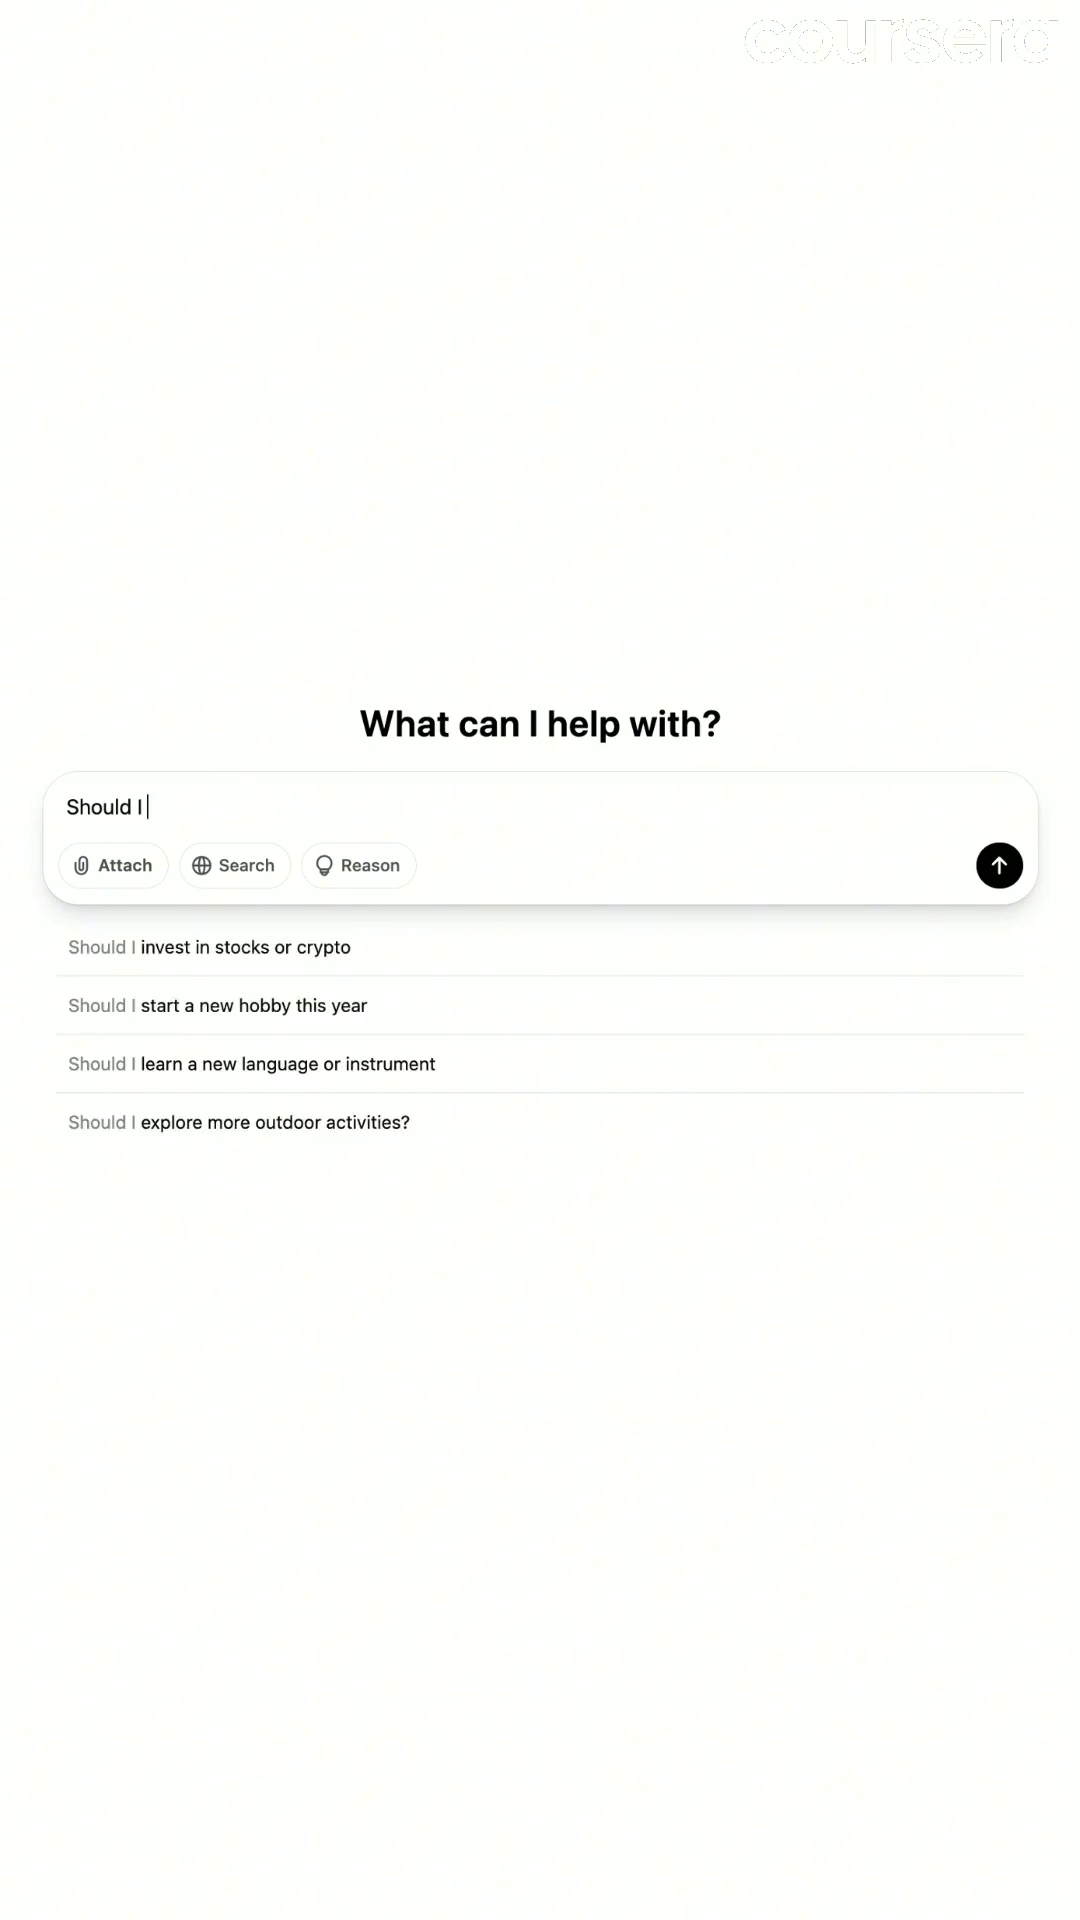 coursera
What can I help with?
Should I
Attach Search Reason
Should I invest in stocks or crypto
Should I start a new hobby this year
Should I learn a new language or instrument
Should I explore more outdoor activities?